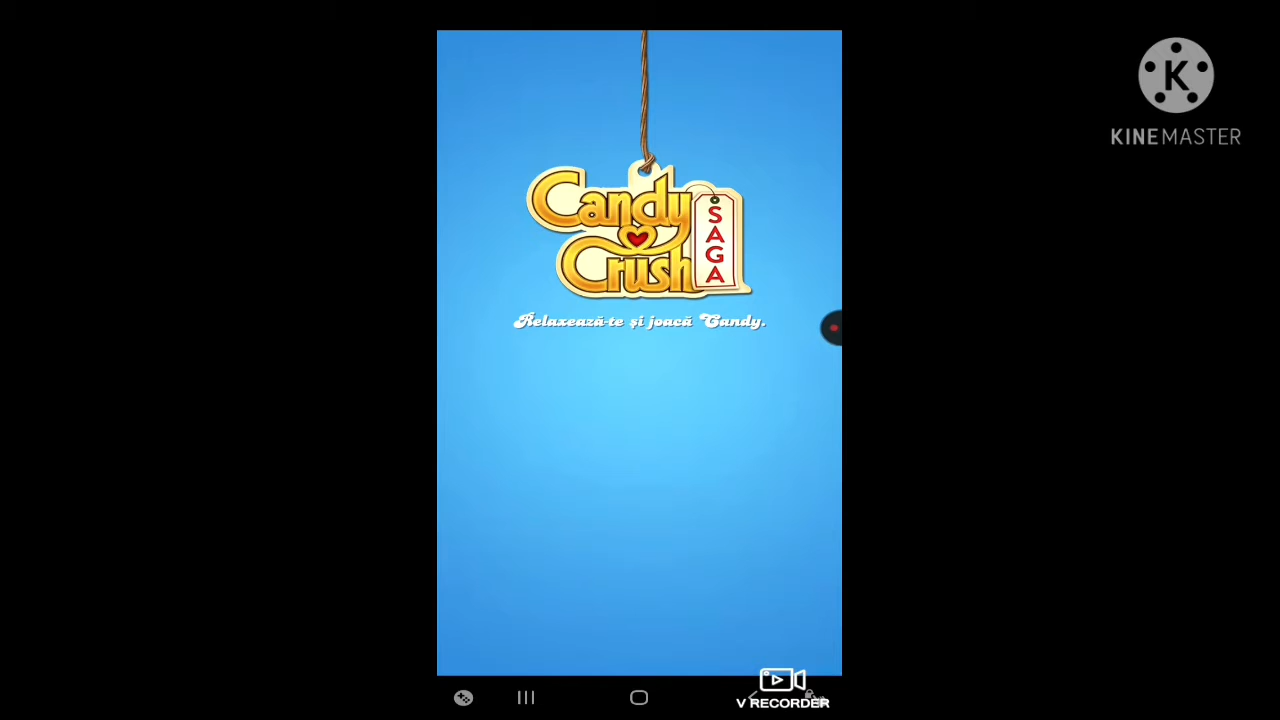 Candy
Crush
SAGA
Relaxează-te și joacă Candy.
K
KINEMASTER
V RECORDER